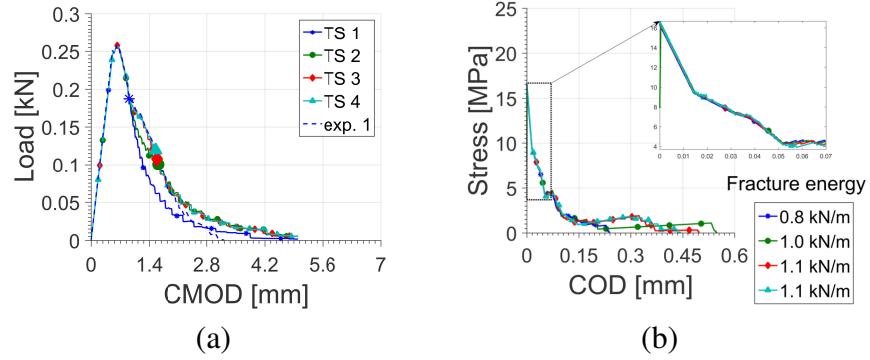 0.3
0.25
0.2
0.15
0.1
0.05
0
Load [kN]
0 1.4 2.8 4.2 5.6 7
CMOD [mm]
TS 1
TS 2
TS 3
TS 4
exp. 1
(a)
25
20
15
10
5
0
Stress [MPa]
0 0.15 0.3 0.45 0.6
COD [mm]
16
14
12
10
8
6
4
0 0.01 0.02 0.03 0.04 0.05 0.06 0.07
Fracture energy
0.8 kN/m
1.0 kN/m
1.1 kN/m
1.1 kN/m
(b)